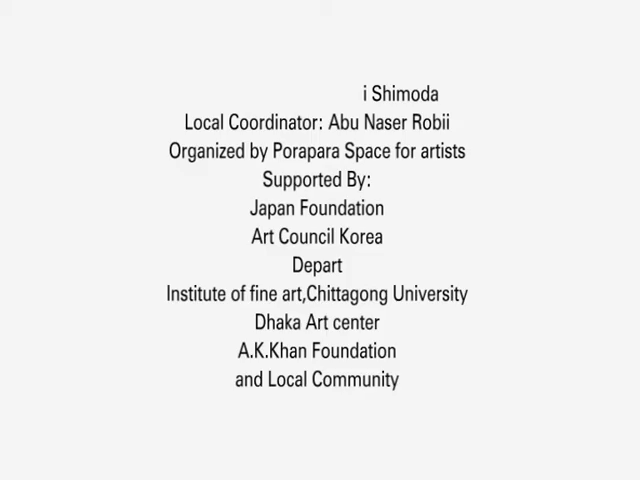 i Shimoda
Local Coordinator: Abu Naser Robii
Organized by Porapara Space for artists
Supported By:
Japan Foundation
Art Council Korea
Depart
Institute of fine art,Chittagong University
Dhaka Art center
A.K.Khan Foundation
and Local Community